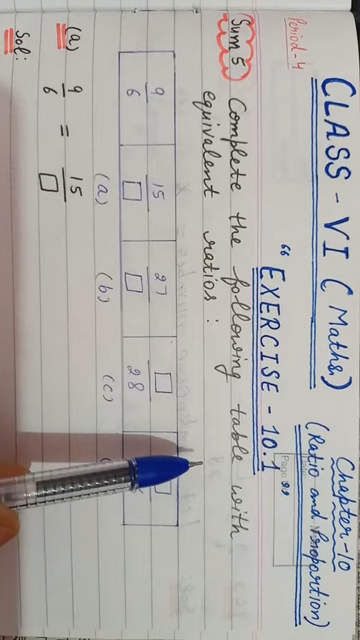 Period-4
CLASS - VI (Maths)
Chapter-10
(Ratio and Proportion)
" EXERCISE - 10.1 "
Page
Sum 5) Complete the following table with
equivalent ratios :
9/6 15/□ 27/□ □/28
(a) (b) (c)
(a) 9/6 = 15/□
Sol: